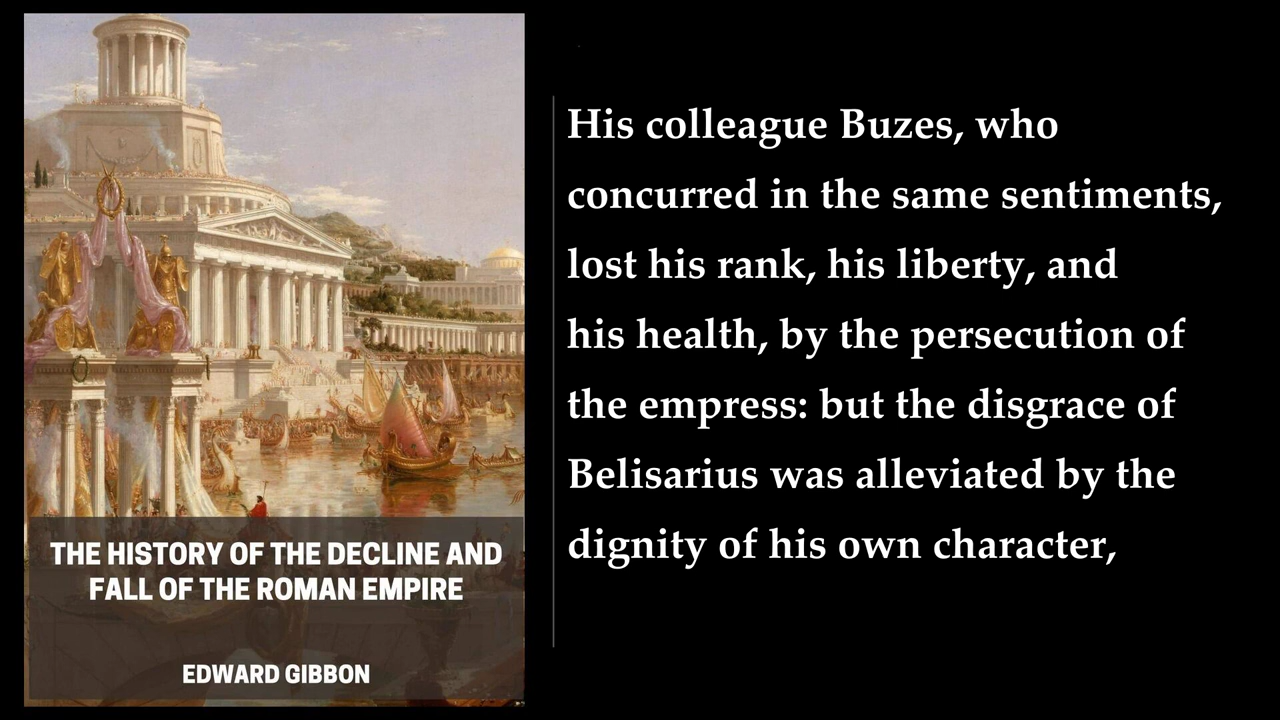 THE HISTORY OF THE DECLINE AND
FALL OF THE ROMAN EMPIRE
EDWARD GIBBON
His colleague Buzes, who
concurred in the same sentiments,
lost his rank, his liberty, and
his health, by the persecution of
the empress: but the disgrace of
Belisarius was alleviated by the
dignity of his own character,